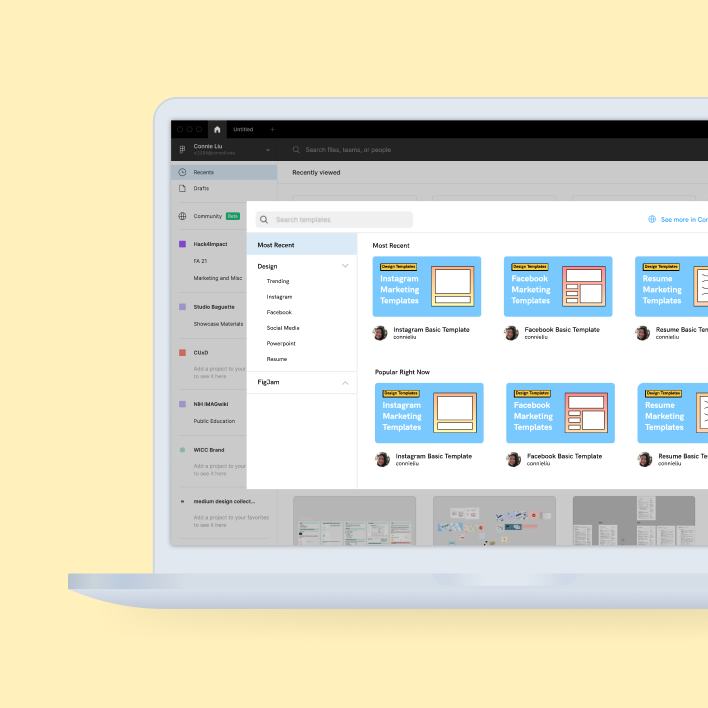 Untitled
Connie Liu
Search files, teams, or people
Recents
Recently viewed
Drafts
Community Beta
Hack4Impact
FA 21
Marketing and Misc
Studio Baguette
Showcase Materials
CUxD
Add a project to your
to see it here
NIH IMAGwiki
Public Education
WICC Brand
Add a project to your
to see it here
medium design collect...
Add a project to your favorites
to see it here
Search templates
See more in Co
Most Recent
Design
Trending
Instagram
Facebook
Social Media
Powerpoint
Resume
FigJam
Most Recent
Design Templates
Instagram
Marketing
Templates
Instagram Basic Template
connieliu
Design Templates
Facebook
Marketing
Templates
Facebook Basic Template
connieliu
Design Templates
Resume
Marketing
Templates
Resume Basic Tem
connieliu
Popular Right Now
Design Templates
Instagram
Marketing
Templates
Instagram Basic Template
connieliu
Design Templates
Facebook
Marketing
Templates
Facebook Basic Template
connieliu
Design Templates
Resume
Marketing
Templates
Resume Basic Te
connieliu